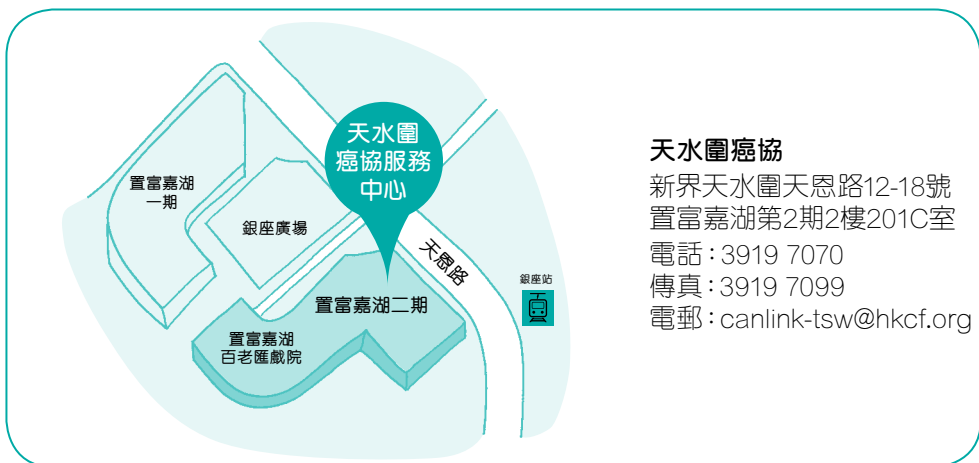 天水圍
癌協服務
中心
置富嘉湖
一期
銀座廣場
天恩路
銀座站
置富嘉湖二期
置富嘉湖
百老匯戲院
天水圍癌協
新界天水圍天恩路12-18號
置富嘉湖第2期2樓201C室
電話:3919 7070
傳真:3919 7099
電郵:canlink-tsw@hkcf.org